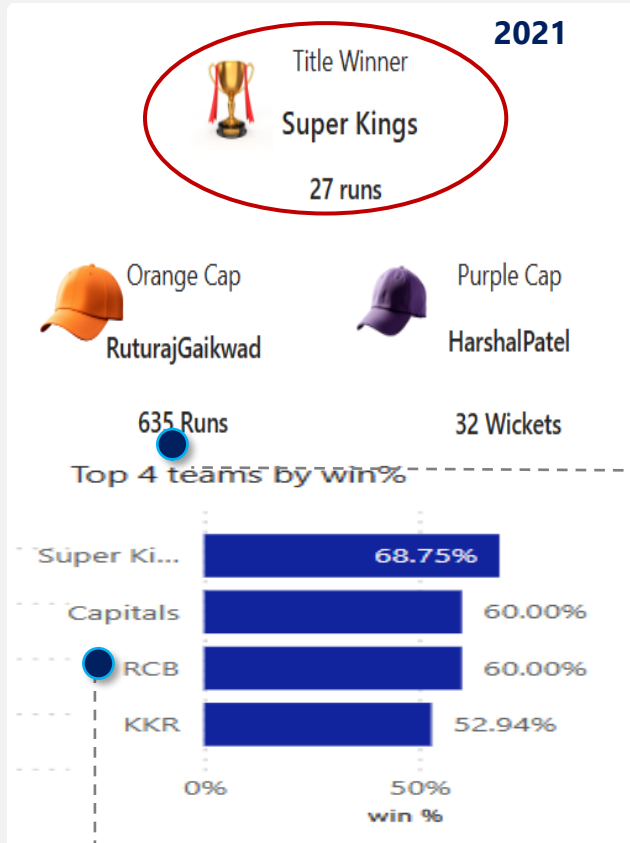 2021
Title Winner
Super Kings
27 runs
Orange Cap
Purple Cap
RuturajGaikwad
HarshalPatel
635 Runs
32 Wickets
Top 4 teams by win%
Super Ki...
68.75%
Capitals
60.00%
RCB
60.00%
KKR
52.94%
0%
50%
win %